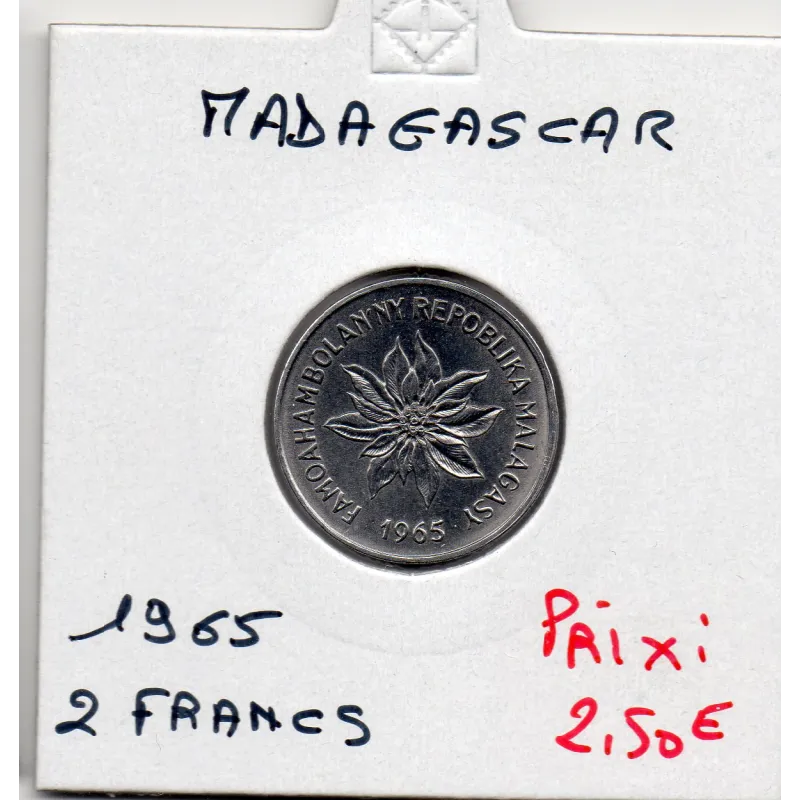 MADAGASCAR
FAMOAHAMBOLAN'NY REPOBLIKA MALAGASY
1965
1965
2 FRANCS
PRIX:
2,50€